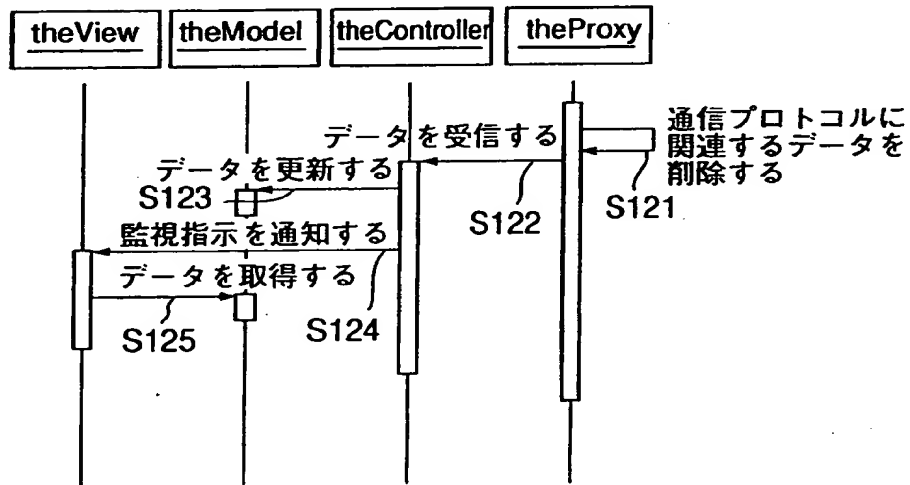 theView
theModel
theController
theProxy
通信プロトコルに
関連するデータを
削除する
データを受信する
データを更新する
S123
S122
S121
監視指示を通知する
データを取得する
S125
S124